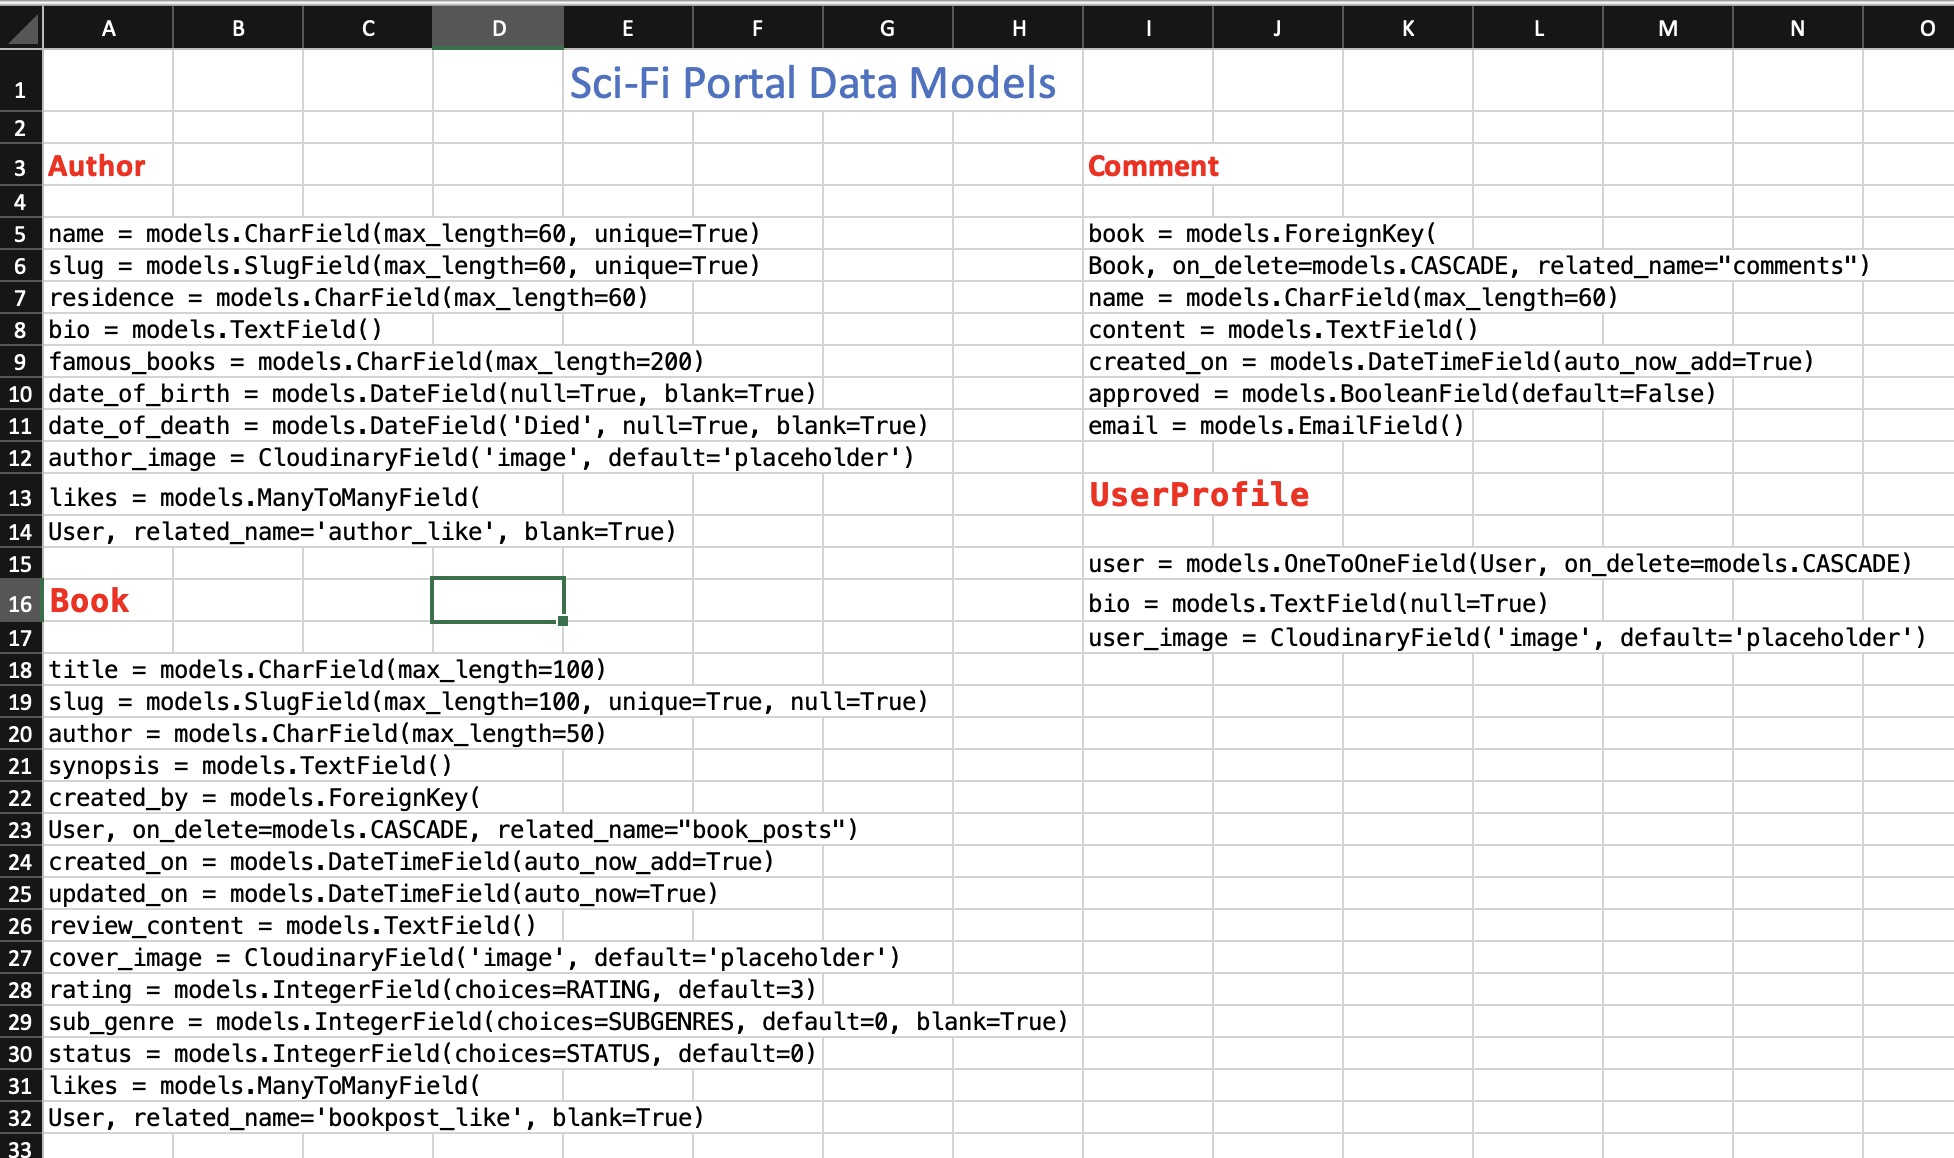 A B C D E F G H I J K L M N O
1 Sci-Fi Portal Data Models
2
3 Author
4
5 name = models.CharField(max_length=60, unique=True)
6 slug = models.SlugField(max_length=60, unique=True)
7 residence = models.CharField(max_length=60)
8 bio = models.TextField()
9 famous_books = models.CharField(max_length=200)
10 date_of_birth = models.DateField(null=True, blank=True)
11 date_of_death = models.DateField('Died', null=True, blank=True)
12 author_image = CloudinaryField('image', default='placeholder')
13 likes = models.ManyToManyField(
14 User, related_name='author_like', blank=True)
15
16 Book
17
18 title = models.CharField(max_length=100)
19 slug = models.SlugField(max_length=100, unique=True, null=True)
20 author = models.CharField(max_length=50)
21 synopsis = models.TextField()
22 created_by = models.ForeignKey(
23 User, on_delete=models.CASCADE, related_name="book_posts")
24 created_on = models.DateTimeField(auto_now_add=True)
25 updated_on = models.DateTimeField(auto_now=True)
26 review_content = models.TextField()
27 cover_image = CloudinaryField('image', default='placeholder')
28 rating = models.IntegerField(choices=RATING, default=3)
29 sub_genre = models.IntegerField(choices=SUBGENRES, default=0, blank=True)
30 status = models.IntegerField(choices=STATUS, default=0)
31 likes = models.ManyToManyField(
32 User, related_name='bookpost_like', blank=True)
33
Comment
book = models.ForeignKey(
Book, on_delete=models.CASCADE, related_name="comments")
name = models.CharField(max_length=60)
content = models.TextField()
created_on = models.DateTimeField(auto_now_add=True)
approved = models.BooleanField(default=False)
email = models.EmailField()
UserProfile
user = models.OneToOneField(User, on_delete=models.CASCADE)
bio = models.TextField(null=True)
user_image = CloudinaryField('image', default='placeholder')